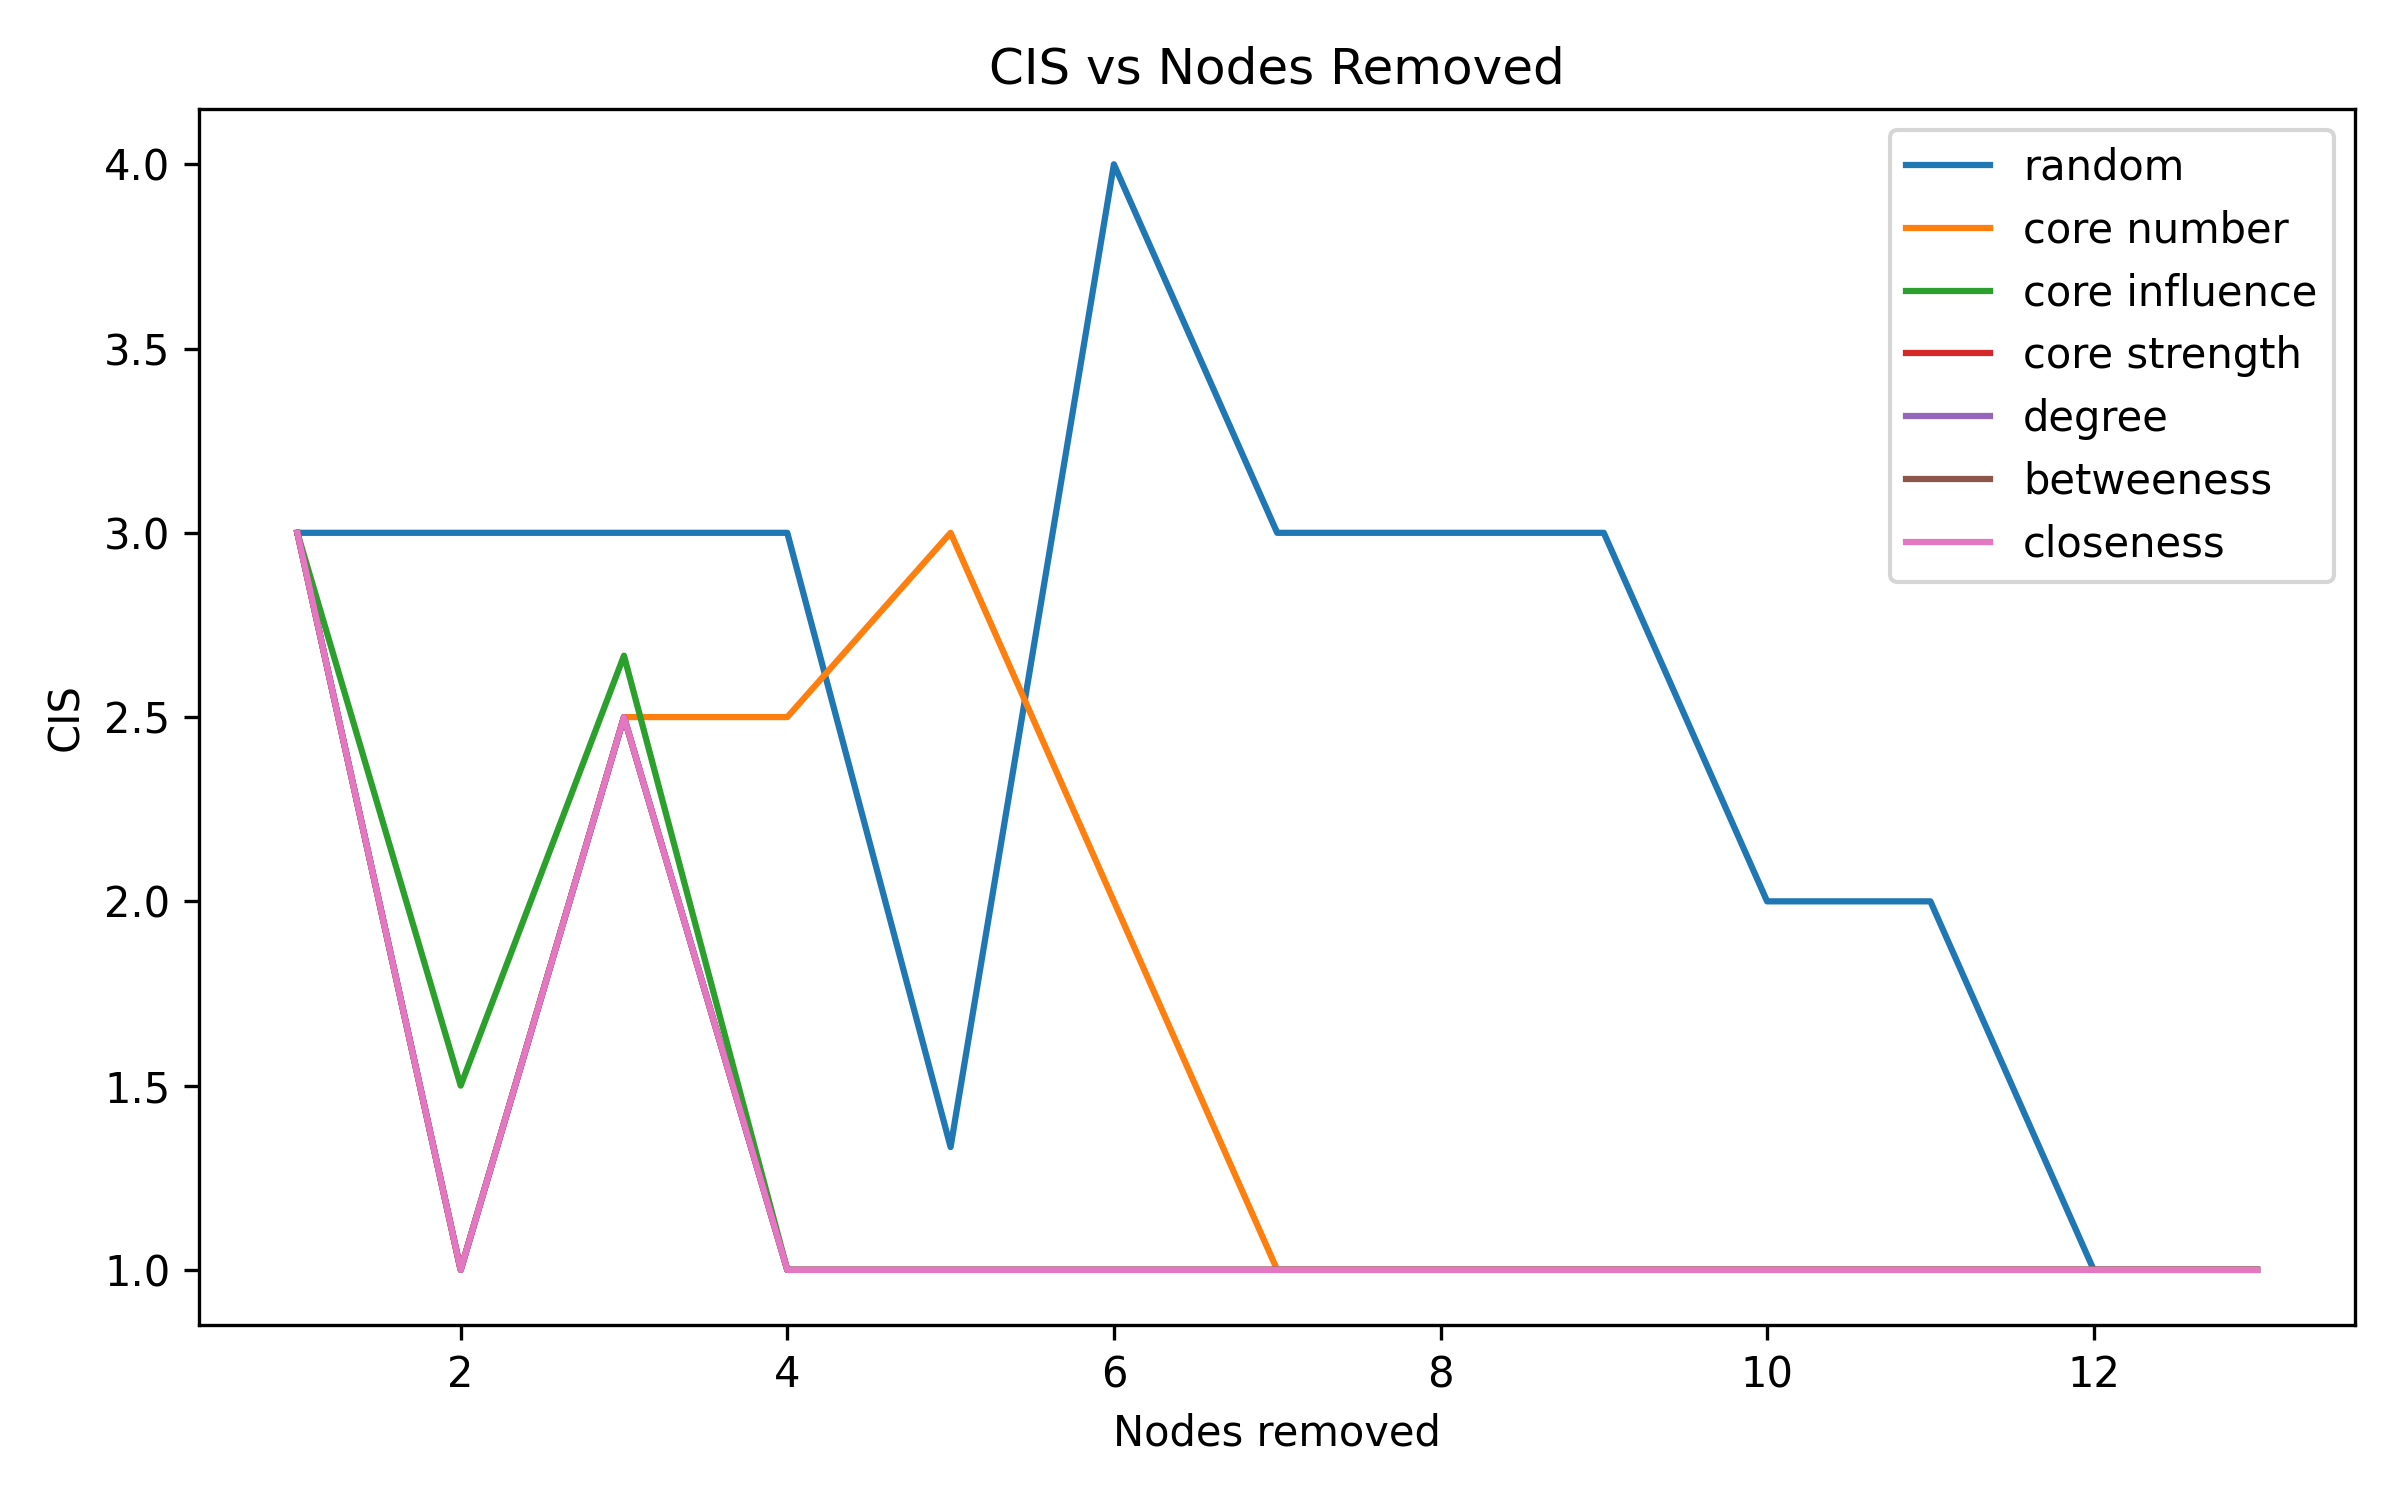 CIS vs Nodes Removed
4.0
3.5
3.0
2.5
2.0
1.5
1.0
CIS
2 4 6 8 10 12
Nodes removed
random
core number
core influence
core strength
degree
betweeness
closeness